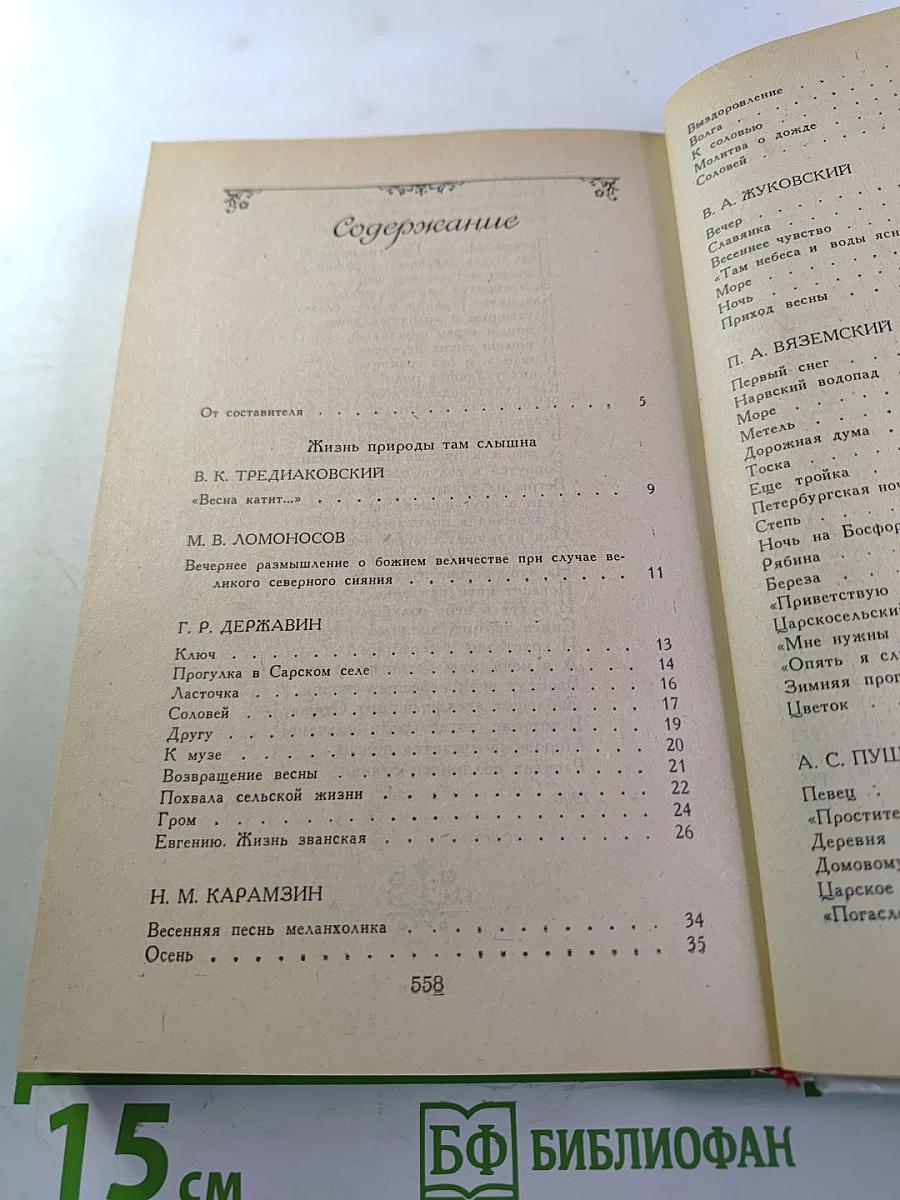 Содержание
От составителя . . . . . . . . . . . . . . . . . . 5
Жизнь природы там слышна
В. К. ТРЕДИАКОВСКИЙ
«Весна катит...» . . . . . . . . . . . . . . . . . . 9
М. В. ЛОМОНОСОВ
Вечернее размышление о божием величестве при случае ве-
ликого северного сияния . . . . . . . . . . . . 11
Г. Р. ДЕРЖАВИН
Ключ . . . . . . . . . . . . . . . . . . . . . . 13
Прогулка в Сарском селе . . . . . . . . . . . . . 14
Ласточка . . . . . . . . . . . . . . . . . . . . 16
Соловей . . . . . . . . . . . . . . . . . . . . . 17
Другу . . . . . . . . . . . . . . . . . . . . . . 19
К музе . . . . . . . . . . . . . . . . . . . . . 20
Возвращение весны . . . . . . . . . . . . . . . . 21
Похвала сельской жизни . . . . . . . . . . . . . 22
Гром . . . . . . . . . . . . . . . . . . . . . . 24
Евгению. Жизнь званская . . . . . . . . . . . . . 26
Н. М. КАРАМЗИН
Весенняя песнь меланхолика . . . . . . . . . . . 34
Осень . . . . . . . . . . . . . . . . . . . . . . 35
558
Выздоровление . . . .
Волга . . . . . .
К соловью . . . . .
Молитва о дожде . . .
Соловей . . . . . .
В. А. ЖУКОВСКИЙ
Вечер . . . . . .
Славянка . . . . .
Весеннее чувство . . .
«Там небеса и воды ясн
Море . . . . . .
Ночь . . . . . .
Приход весны . . .
П. А. ВЯЗЕМСКИЙ
Первый снег . . .
Нарвский водопад .
Море . . . . .
Метель . . . . .
Дорожная дума .
Тоска . . . .
Еще тройка . .
Петербургская ноч
Степь . . . .
Ночь на Босфор
Рябина . . .
Береза . . .
«Приветствую
Царскосельский
«Мне нужны
«Опять я сл
Зимняя прог
Цветок .
А. С. ПУШ
Певец .
«Простите
Деревня
Домовому
Царское
«Погасл
15 см
БФ БИБЛИОФАН